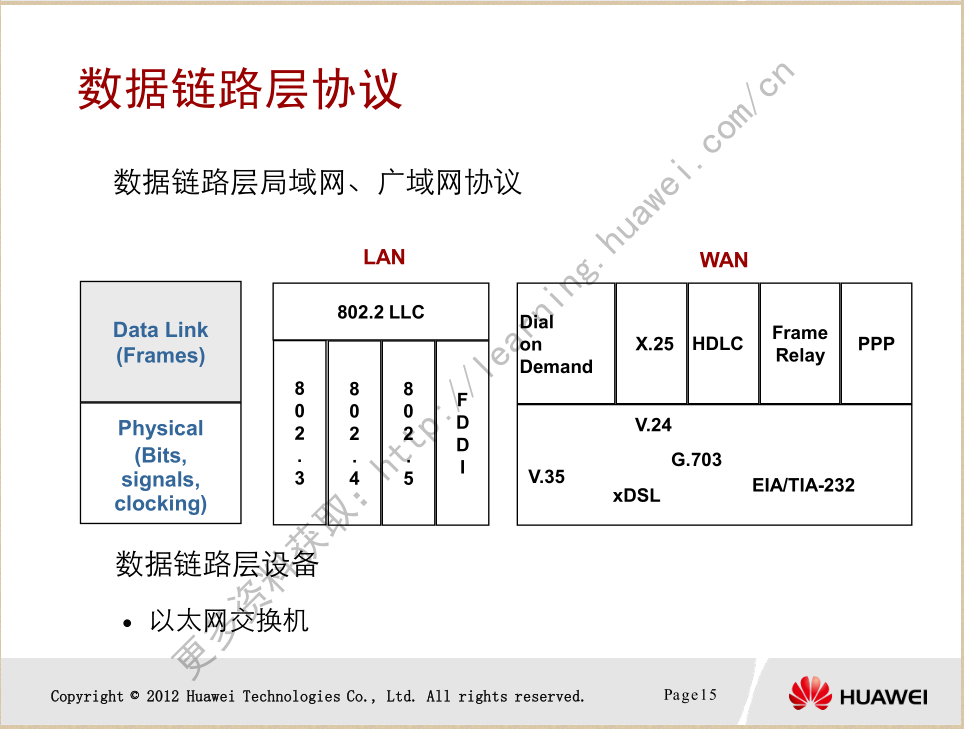 数据链路层协议
数据链路层局域网、广域网协议
LAN
WAN
Data Link
(Frames)
Physical
(Bits,
signals,
clocking)
802.2 LLC
802.3
802.4
802.5
FDDI
Dial
on
Demand
X.25
HDLC
Frame
Relay
PPP
V.24
G.703
V.35
EIA/TIA-232
xDSL
数据链路层设备
• 以太网交换机
更多资料获取：http://learning.huawei.com/cn
Copyright © 2012 Huawei Technologies Co., Ltd. All rights reserved.
Page15
HUAWEI